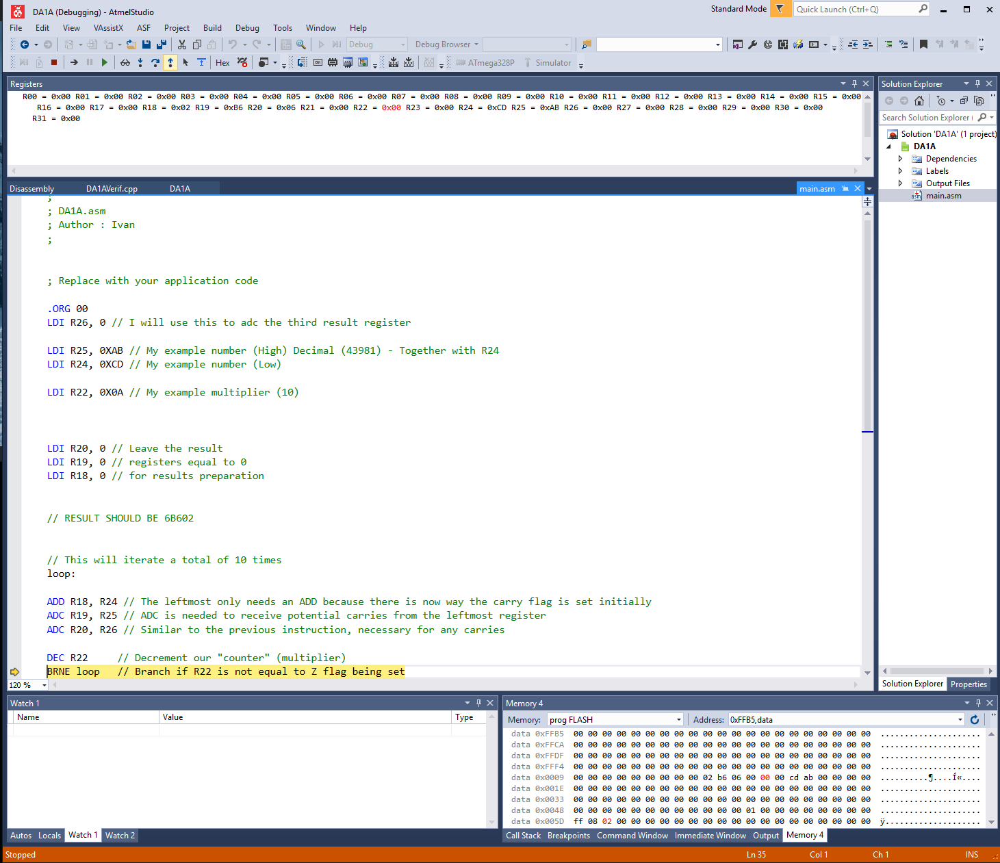 DA1A (Debugging) - AtmelStudio
Standard Mode
Quick Launch (Ctrl+Q)
File Edit View VAssistX ASF Project Build Debug Tools Window Help
Debug Debug Browser
Hex ATmega328P Simulator
Registers
R00 = 0x00 R01 = 0x00 R02 = 0x00 R03 = 0x00 R04 = 0x00 R05 = 0x00 R06 = 0x00 R07 = 0x00 R08 = 0x00 R09 = 0x00 R10 = 0x00 R11 = 0x00 R12 = 0x00 R13 = 0x00 R14 = 0x00 R15 = 0x00
R16 = 0x00 R17 = 0x00 R18 = 0x02 R19 = 0xB6 R20 = 0x06 R21 = 0x00 R22 = 0x00 R23 = 0x00 R24 = 0xCD R25 = 0xAB R26 = 0x00 R27 = 0x00 R28 = 0x00 R29 = 0x00 R30 = 0x00
R31 = 0x00
Disassembly DA1AVerif.cpp DA1A main.asm
;
; DA1A.asm
; Author : Ivan
;
; Replace with your application code
.ORG 00
LDI R26, 0 // I will use this to adc the third result register
LDI R25, 0XAB // My example number (High) Decimal (43981) - Together with R24
LDI R24, 0XCD // My example number (Low)
LDI R22, 0X0A // My example multiplier (10)
LDI R20, 0 // Leave the result
LDI R19, 0 // registers equal to 0
LDI R18, 0 // for results preparation
// RESULT SHOULD BE 6B602
// This will iterate a total of 10 times
loop:
ADD R18, R24 // The leftmost only needs an ADD because there is now way the carry flag is set initially
ADC R19, R25 // ADC is needed to receive potential carries from the leftmost register
ADC R20, R26 // Similar to the previous instruction, necessary for any carries
DEC R22 // Decrement our "counter" (multiplier)
BRNE loop // Branch if R22 is not equal to Z flag being set
120 %
Solution Explorer
Search Solution Explorer (
Solution 'DA1A' (1 project)
DA1A
Dependencies
Labels
Output Files
main.asm
Solution Explorer Properties
Watch 1
Name Value Type
Autos Locals Watch 1 Watch 2
Memory 4
Memory: prog FLASH Address: 0xFFB5,data
data 0xFFB5 00 00 00 00 00 00 00 00 00 00 00 00 00 00 00 00 00 00 00 00 00 .....................
data 0xFFCA 00 00 00 00 00 00 00 00 00 00 00 00 00 00 00 00 00 00 00 00 00 .....................
data 0xFFDF 00 00 00 00 00 00 00 00 00 00 00 00 00 00 00 00 00 00 00 00 00 .....................
data 0xFFF4 00 00 00 00 00 00 00 00 00 00 00 00 00 00 00 00 00 00 00 00 00 .....................
data 0x0009 00 00 00 00 00 00 00 00 00 02 b6 06 00 00 00 cd ab 00 00 00 00 ..........¶....Í«....
data 0x001E 00 00 00 00 00 00 00 00 00 00 00 00 00 00 00 00 00 00 00 00 00 .....................
data 0x0033 00 00 00 00 00 00 00 00 00 00 00 00 00 00 00 00 00 00 00 00 00 .....................
data 0x0048 00 00 00 00 00 00 00 00 00 00 00 00 01 00 00 00 00 00 00 00 00 .....................
data 0x005D ff 08 02 00 00 00 00 00 00 00 00 00 00 00 00 00 00 00 00 00 00 ÿ....................
Call Stack Breakpoints Command Window Immediate Window Output Memory 4
Stopped Ln 35 Col 1 Ch 1 INS